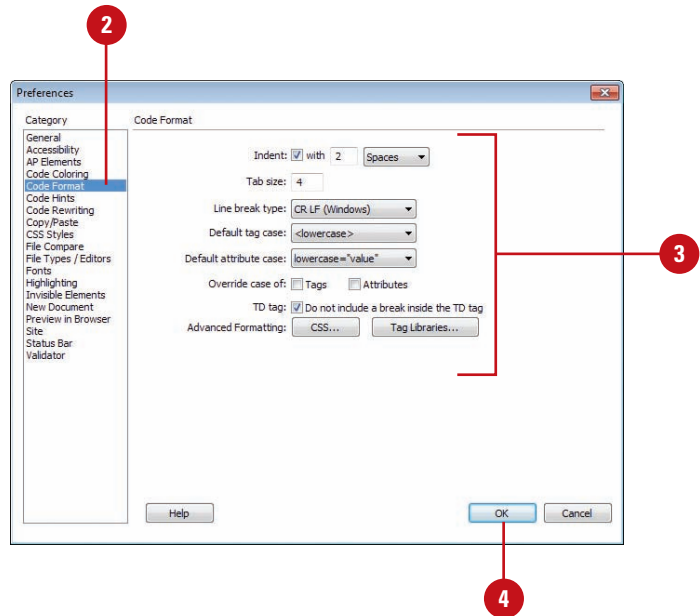 2
Preferences
Category
Code Format
General
Accessibility
AP Elements
Code Coloring
Code Format
Code Hints
Code Rewriting
Copy/Paste
CSS Styles
File Compare
File Types / Editors
Fonts
Highlighting
Invisible Elements
New Document
Preview in Browser
Site
Status Bar
Validator
Indent: with 2 Spaces
Tab size: 4
Line break type: CR LF (Windows)
Default tag case: <lowercase>
Default attribute case: lowercase="value"
Override case of: Tags Attributes
TD tag: Do not include a break inside the TD tag
Advanced Formatting: CSS... Tag Libraries...
3
Help OK Cancel
4